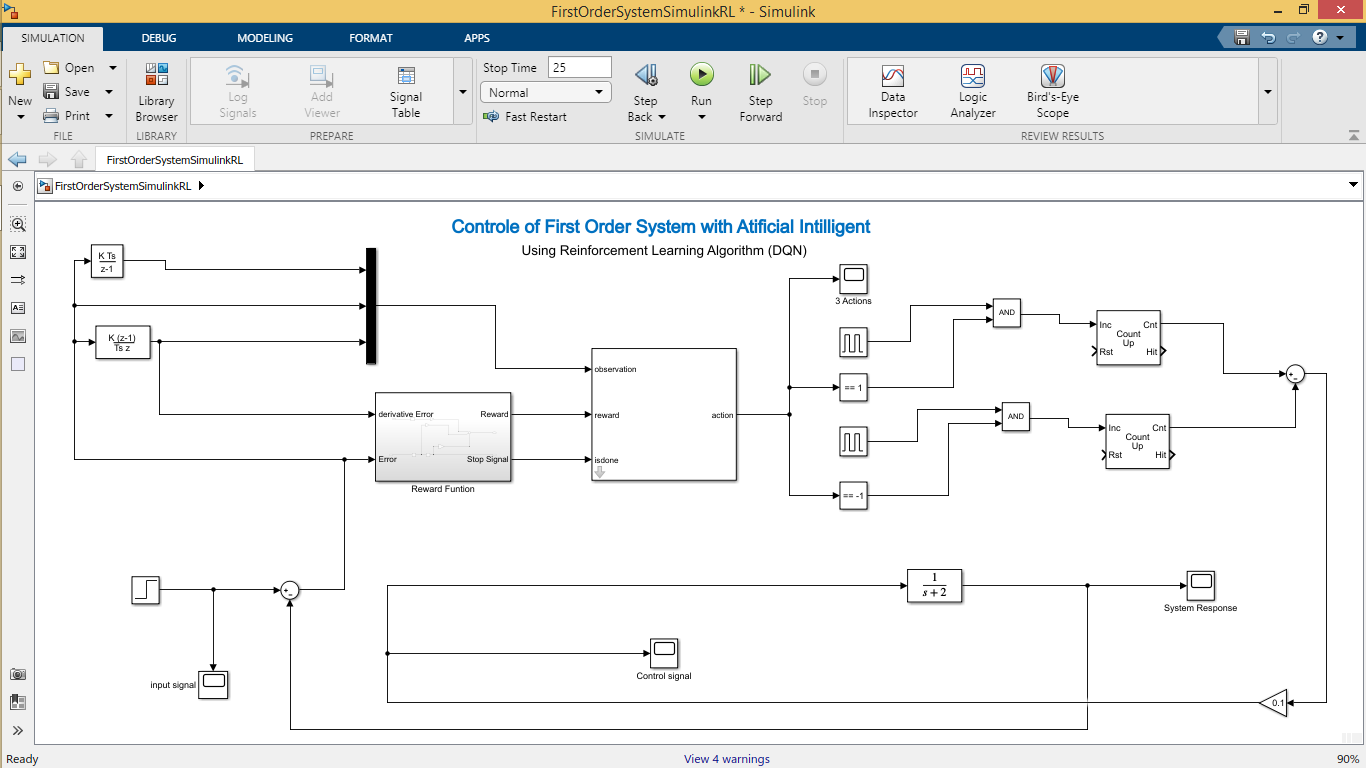 FirstOrderSystemSimulinkRL * - Simulink
SIMULATION DEBUG MODELING FORMAT APPS
New
Open
Save
Print
FILE
Library
Browser
LIBRARY
Log
Signals
Add
Viewer
Signal
Table
PREPARE
Stop Time 25
Normal
Fast Restart
Step
Back
Run
Step
Forward
Stop
SIMULATE
Data
Inspector
Logic
Analyzer
Bird's-Eye
Scope
REVIEW RESULTS
FirstOrderSystemSimulinkRL
FirstOrderSystemSimulinkRL
Controle of First Order System with Atificial Intilligent
Using Reinforcement Learning Algorithm (DQN)
K Ts
z-1
K (z-1)
Ts z
derivative Error Reward
Error Stop Signal
Reward Funtion
observation
reward action
isdone
3 Actions
== 1
== -1
AND
AND
Inc Cnt
Count
Up
Rst Hit
Inc Cnt
Count
Up
Rst Hit
+
-
+
-
input signal
Control signal
1
s + 2
System Response
0.1
Ready View 4 warnings 90%